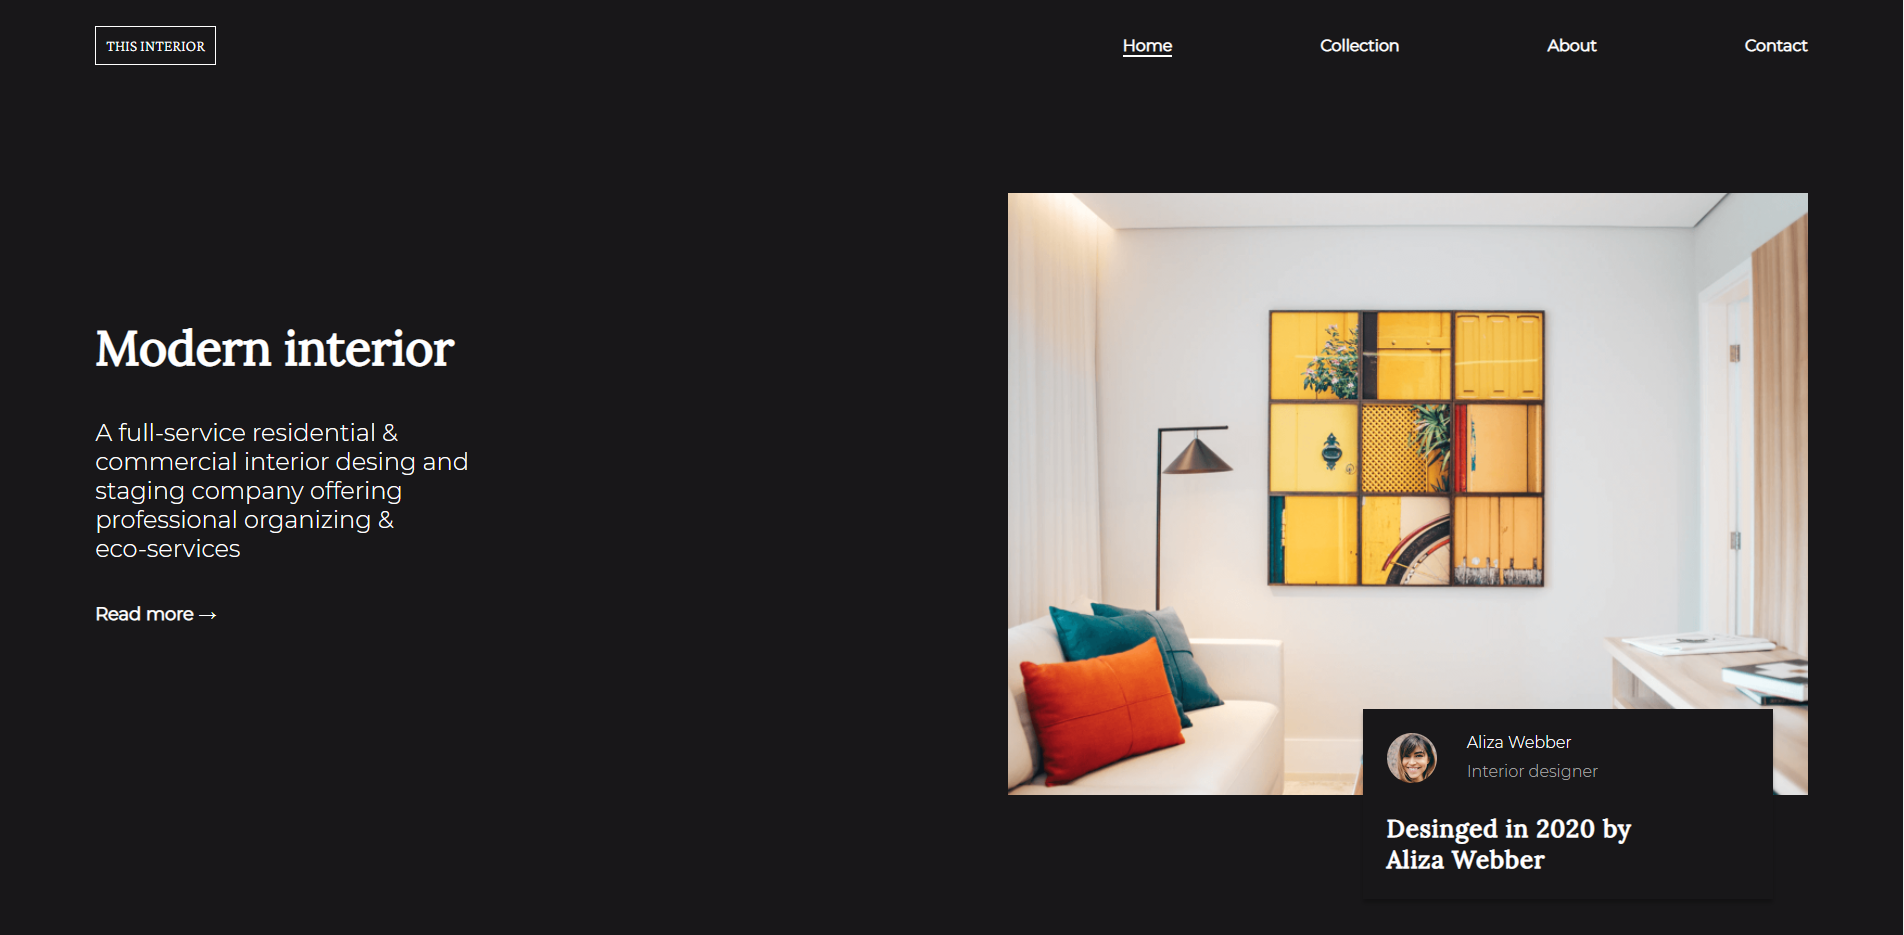 THIS INTERIOR
Home
Collection
About
Contact
Modern interior
A full-service residential &
commercial interior desing and
staging company offering
professional organizing &
eco-services
Read more →
Aliza Webber
Interior designer
Desinged in 2020 by
Aliza Webber